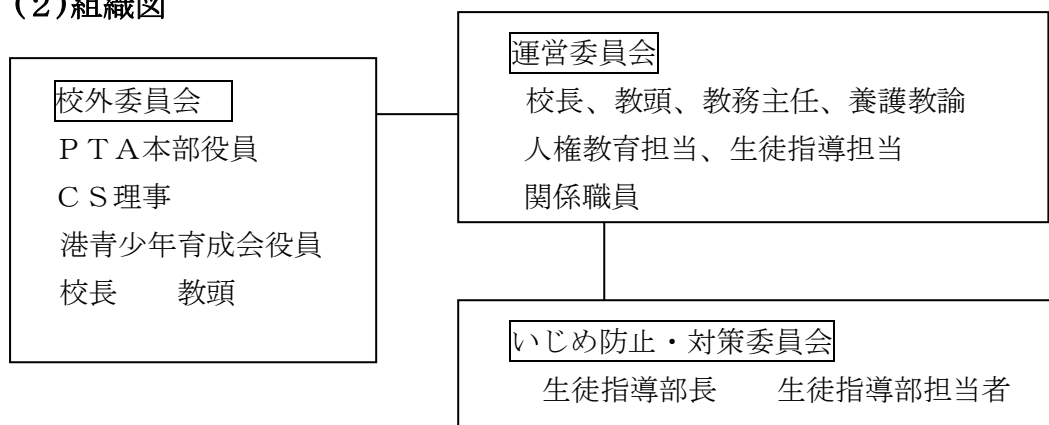 (2)組織図
校外委員会
ＰＴＡ本部役員
ＣＳ理事
港青少年育成会役員
校長　　教頭
運営委員会
校長、教頭、教務主任、養護教諭
人権教育担当、生徒指導担当
関係職員
いじめ防止・対策委員会
生徒指導部長　　生徒指導部担当者